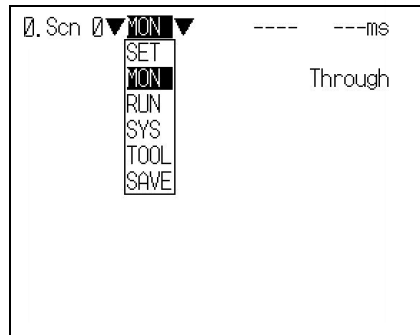 0.Scn 0▼MON ▼ ---- ---ms
SET
MON Through
RUN
SYS
TOOL
SAVE